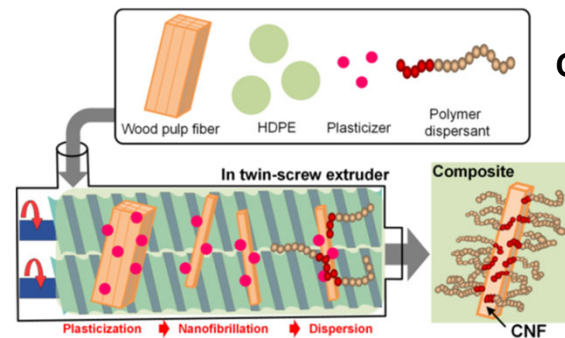 Wood pulp fiber
HDPE
Plasticizer
Polymer
dispersant
In twin-screw extruder
Composite
Plasticization
Nanofibrillation
Dispersion
CNF